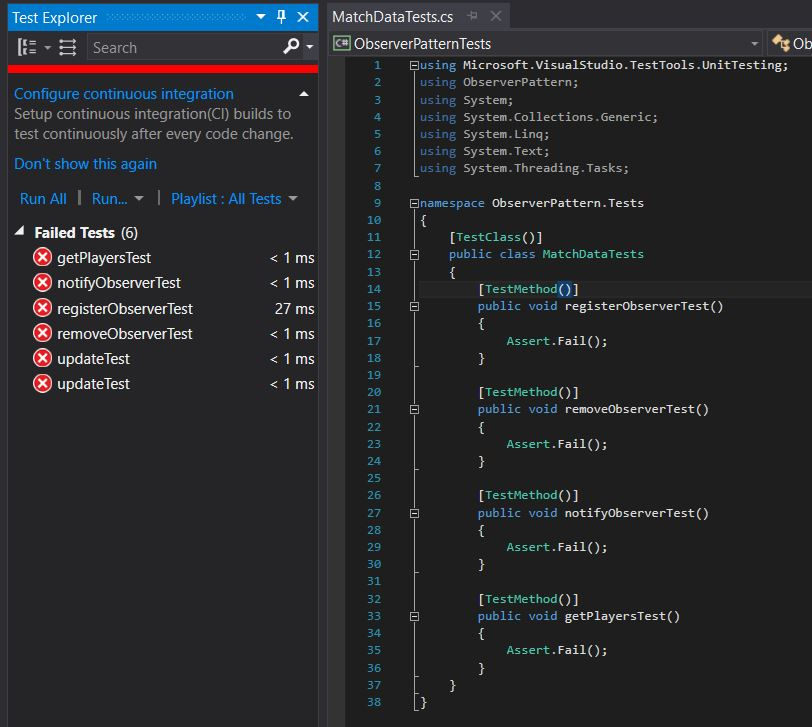 Test Explorer
Search
Configure continuous integration
Setup continuous integration(CI) builds to
test continuously after every code change.
Don't show this again
Run All | Run... | Playlist : All Tests
Failed Tests (6)
getPlayersTest < 1 ms
notifyObserverTest < 1 ms
registerObserverTest 27 ms
removeObserverTest < 1 ms
updateTest < 1 ms
updateTest < 1 ms
MatchDataTests.cs
C# ObserverPatternTests
Ob
1 using Microsoft.VisualStudio.TestTools.UnitTesting;
2 using ObserverPattern;
3 using System;
4 using System.Collections.Generic;
5 using System.Linq;
6 using System.Text;
7 using System.Threading.Tasks;
8
9 namespace ObserverPattern.Tests
10 {
11 [TestClass()]
12 public class MatchDataTests
13 {
14 [TestMethod()]
15 public void registerObserverTest()
16 {
17 Assert.Fail();
18 }
19
20 [TestMethod()]
21 public void removeObserverTest()
22 {
23 Assert.Fail();
24 }
25
26 [TestMethod()]
27 public void notifyObserverTest()
28 {
29 Assert.Fail();
30 }
31
32 [TestMethod()]
33 public void getPlayersTest()
34 {
35 Assert.Fail();
36 }
37 }
38 }